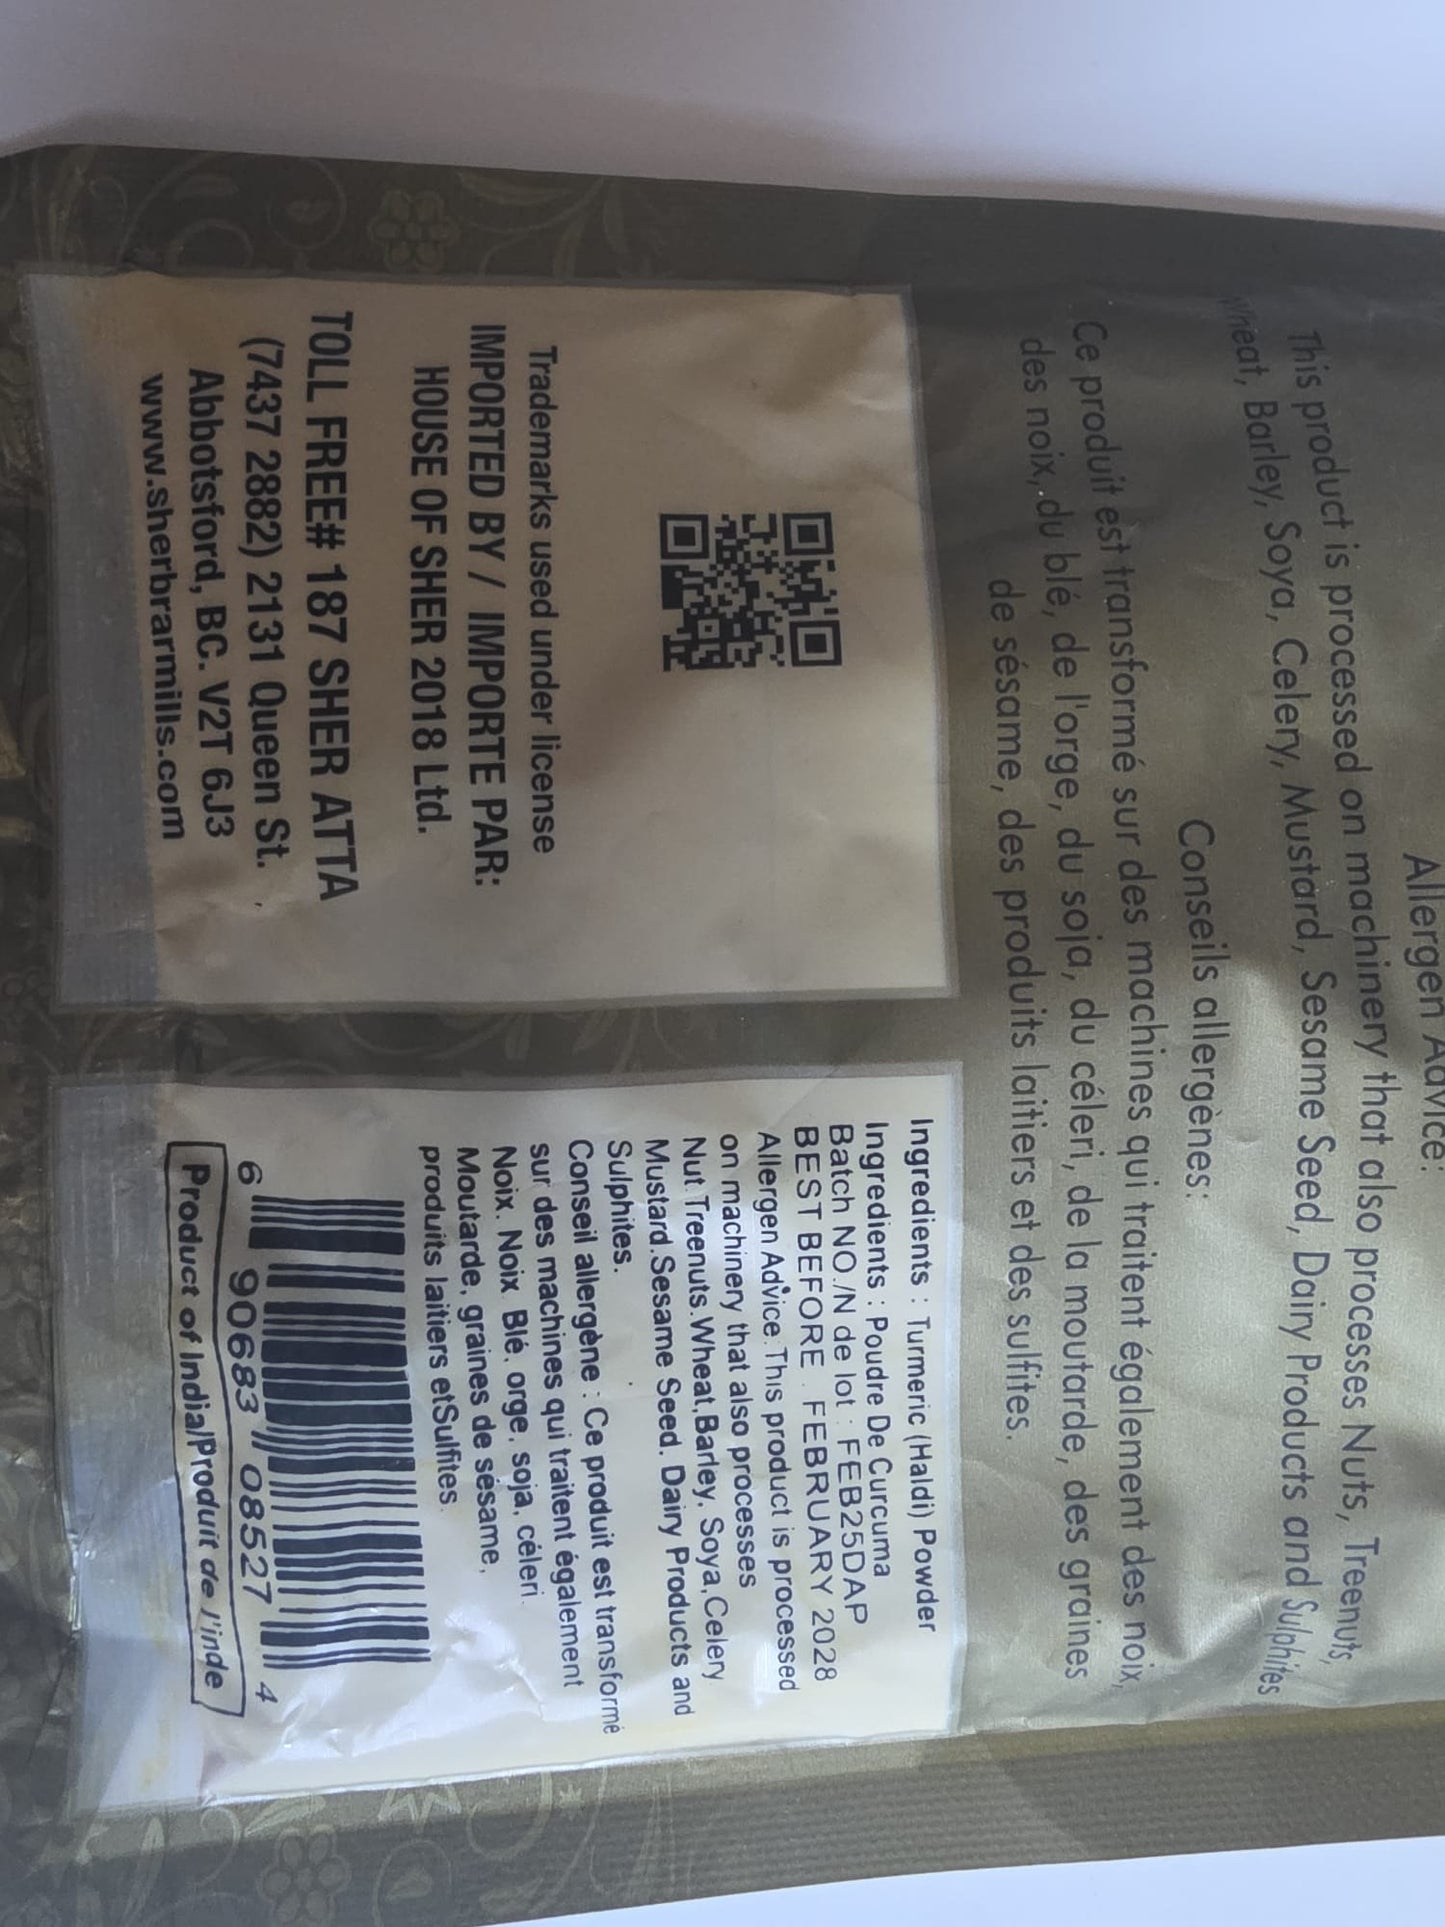 Allergen Advice:
This product is processed on machinery that also processes Nuts, Treenuts,
Wheat, Barley, Soya, Celery, Mustard, Sesame Seed, Dairy Products and Sulphites
Conseils allergènes:
Ce produit est transformé sur des machines qui traitent également des noix,
des noix, du blé, de l'orge, du soja, du céleri, de la moutarde, des graines
de sésame, des produits laitiers et des sulfites.
Trademarks used under license
IMPORTED BY / IMPORTE PAR:
HOUSE OF SHER 2018 Ltd.
TOLL FREE# 187 SHER ATTA
(7437 2882) 2131 Queen St.
Abbotsford, BC. V2T 6J3
www.sherbrarmills.com
Ingredients : Turmeric (Haldi) Powder
Ingredients : Poudre De Curcuma
Batch NO./N de lot : FEB25DAP
BEST BEFORE : FEBRUARY 2028
Allergen Advice.This product is processed
on machinery that also processes
Nut.Treenuts.Wheat,Barley. Soya,Celery
Mustard.Sesame Seed. Dairy Products and
Sulphites.
Conseil allergène : Ce produit est transformé
sur des machines qui traitent également
Noix. Noix Blé. orge, soja, céleri.
Moutarde, graines de sésame,
produits laitiers etSulfites.
6 90683 08527 4
Product of India/Produit de l'inde